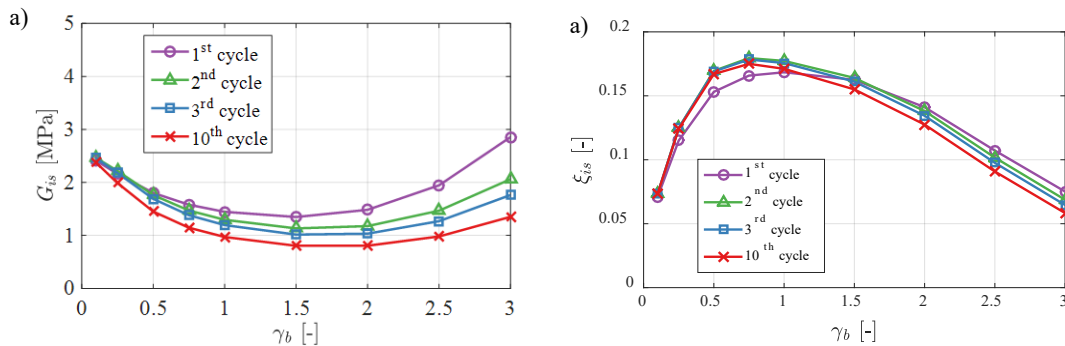 a)
G_is [MPa]
5
4
3
2
1
0
1st cycle
2nd cycle
3rd cycle
10th cycle
0 0.5 1 1.5 2 2.5 3
γ_b [-]
a)
ξ_is [-]
0.2
0.15
0.1
0.05
0
1st cycle
2nd cycle
3rd cycle
10th cycle
0 0.5 1 1.5 2 2.5 3
γ_b [-]